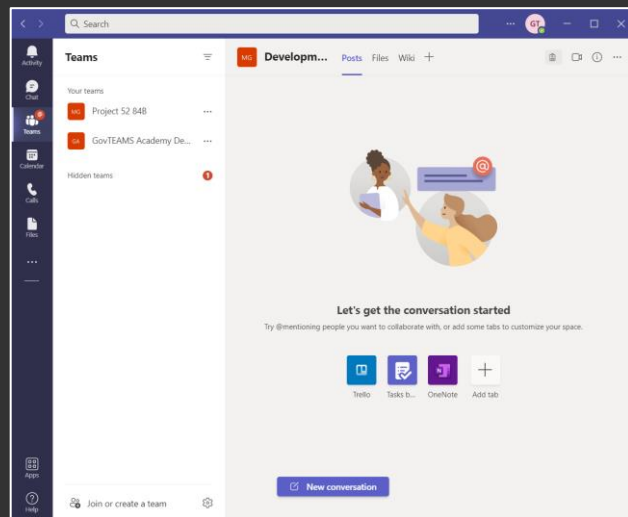 Search
GT
Activity
Chat
Teams
Calendar
Calls
Files
Apps
Help
Teams
Your teams
MG Project 52 84B
GA GovTEAMS Academy De...
Hidden teams
1
Join or create a team
MG Developm... Posts Files Wiki
@
Let's get the conversation started
Try @mentioning people you want to collaborate with, or add some tabs to customize your space.
Trello Tasks b... OneNote Add tab
New conversation